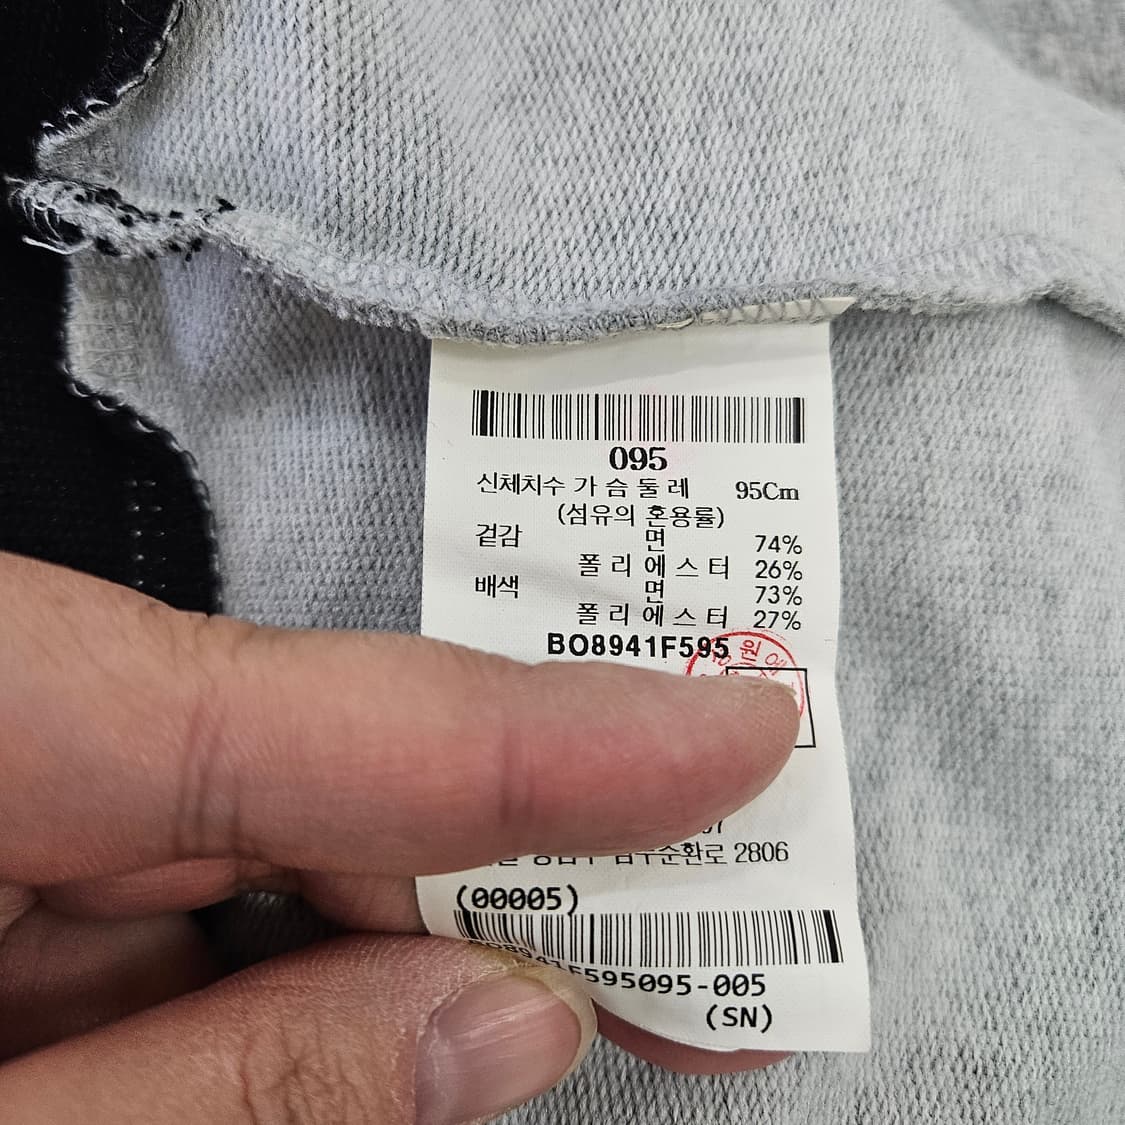 095
신체치수 가 슴 둘 레 95Cm
(섬유의 혼용률)
겉감 면 74%
폴 리 에 스 터 26%
배색 면 73%
폴 리 에 스 터 27%
BO8941F595
2806
(00005)
BO8941F595095-005
(SN)